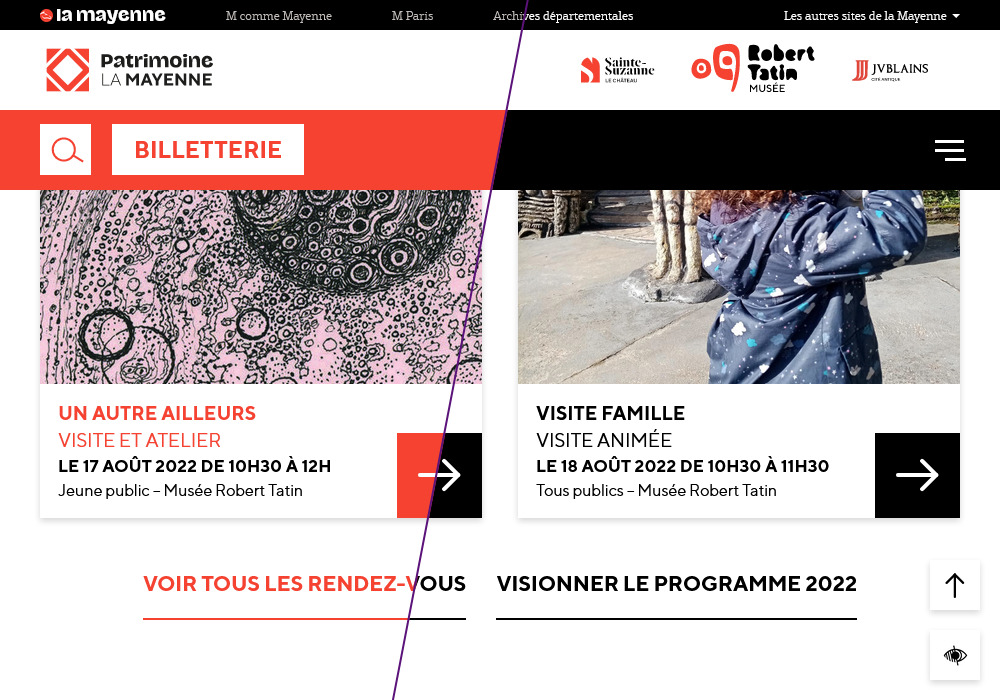 la mayenne
M comme Mayenne
M Paris
Archives départementales
Les autres sites de la Mayenne
Patrimoine
LA MAYENNE
Sainte-
Suzanne
LE CHÂTEAU
Robert
Tatin
MUSÉE
JVBLAINS
CITÉ ANTIQUE
BILLETTERIE
UN AUTRE AILLEURS
VISITE ET ATELIER
LE 17 AOÛT 2022 DE 10H30 À 12H
Jeune public – Musée Robert Tatin
VISITE FAMILLE
VISITE ANIMÉE
LE 18 AOÛT 2022 DE 10H30 À 11H30
Tous publics – Musée Robert Tatin
VOIR TOUS LES RENDEZ-VOUS
VISIONNER LE PROGRAMME 2022